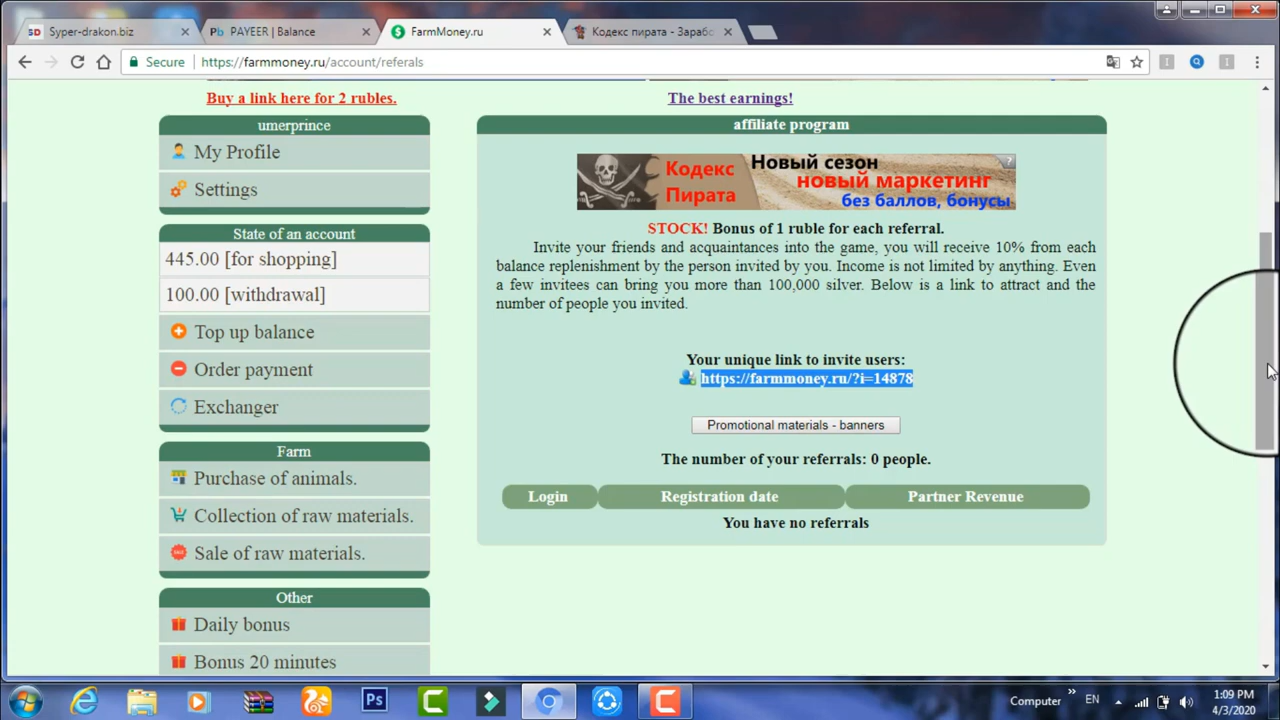 SD Syper-drakon.biz
Pb PAYEER | Balance
FarmMoney.ru
Кодекс пирата - Зарабо
Secure
https://farmmoney.ru/account/referals
Buy a link here for 2 rubles.
The best earnings!
umerprince
My Profile
Settings
State of an account
445.00 [for shopping]
100.00 [withdrawal]
Top up balance
Order payment
Exchanger
Farm
Purchase of animals.
Collection of raw materials.
Sale of raw materials.
Other
Daily bonus
Bonus 20 minutes
affiliate program
Кодекс
Пирата
Новый сезон
новый маркетинг
без баллов, бонусы
?
STOCK! Bonus of 1 ruble for each referral.
Invite your friends and acquaintances into the game, you will receive 10% from each
balance replenishment by the person invited by you. Income is not limited by anything. Even
a few invitees can bring you more than 100,000 silver. Below is a link to attract and the
number of people you invited.
Your unique link to invite users:
https://farmmoney.ru/?i=14878
Promotional materials - banners
The number of your referrals: 0 people.
Login
Registration date
Partner Revenue
You have no referrals
Ps
Computer
EN
1:09 PM
4/3/2020